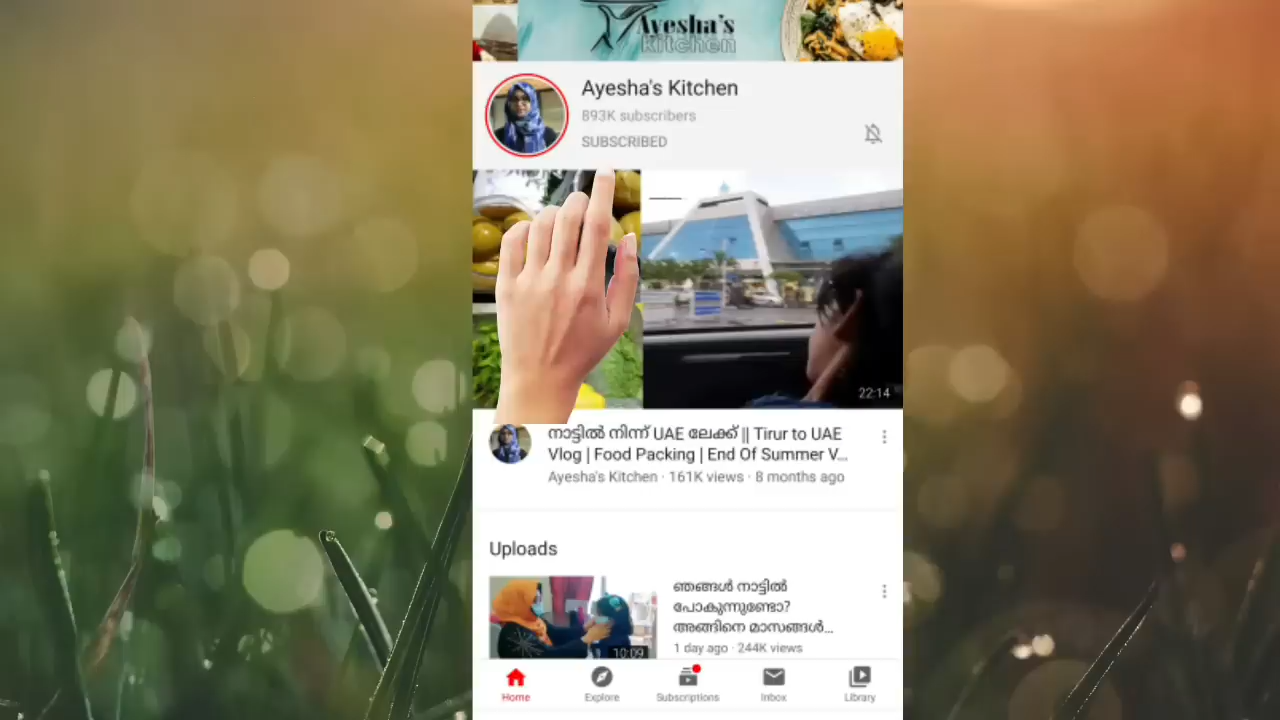 Ayesha's
kitchen
Ayesha's Kitchen
893K subscribers
SUBSCRIBED
22:14
നാട്ടിൽ നിന്ന് UAE ലേക്ക് || Tirur to UAE
Vlog | Food Packing | End Of Summer V...
Ayesha's Kitchen · 161K views · 8 months ago
Uploads
ഞങ്ങൾ നാട്ടിൽ
പോകുന്നുണ്ടോ?
അങ്ങിനെ മാസങ്ങൾ...
10:09
1 day ago · 244K views
Home
Explore
Subscriptions
Inbox
Library